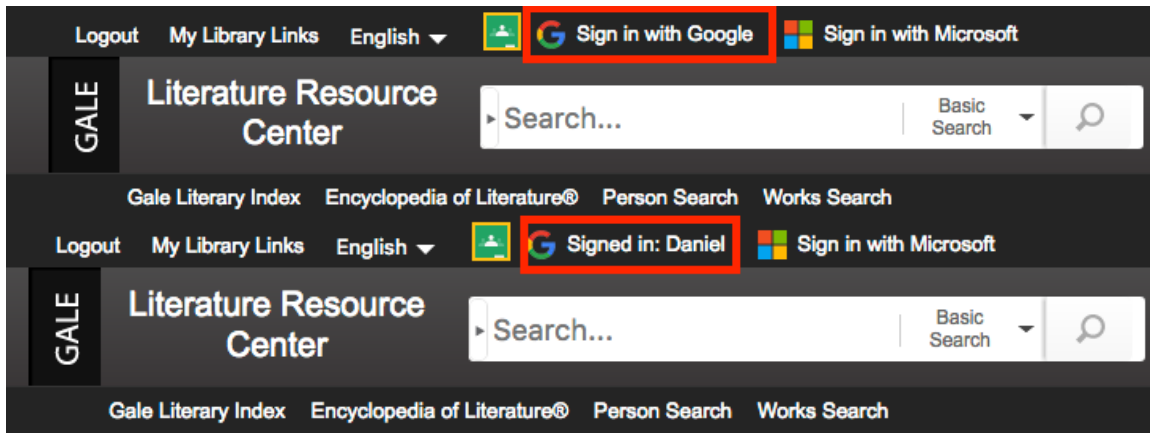 Logout My Library Links English Sign in with Google Sign in with Microsoft
GALE
Literature Resource
Center
Search...
Basic
Search
Gale Literary Index Encyclopedia of Literature® Person Search Works Search
Logout My Library Links English Signed in: Daniel Sign in with Microsoft
GALE
Literature Resource
Center
Search...
Basic
Search
Gale Literary Index Encyclopedia of Literature® Person Search Works Search